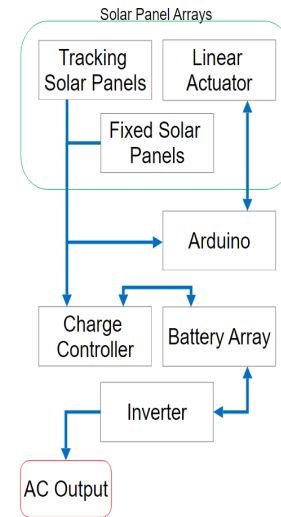 Solar Panel Arrays
Tracking
Solar Panels
Linear
Actuator
Fixed Solar
Panels
Arduino
Charge
Controller
Battery Array
Inverter
AC Output